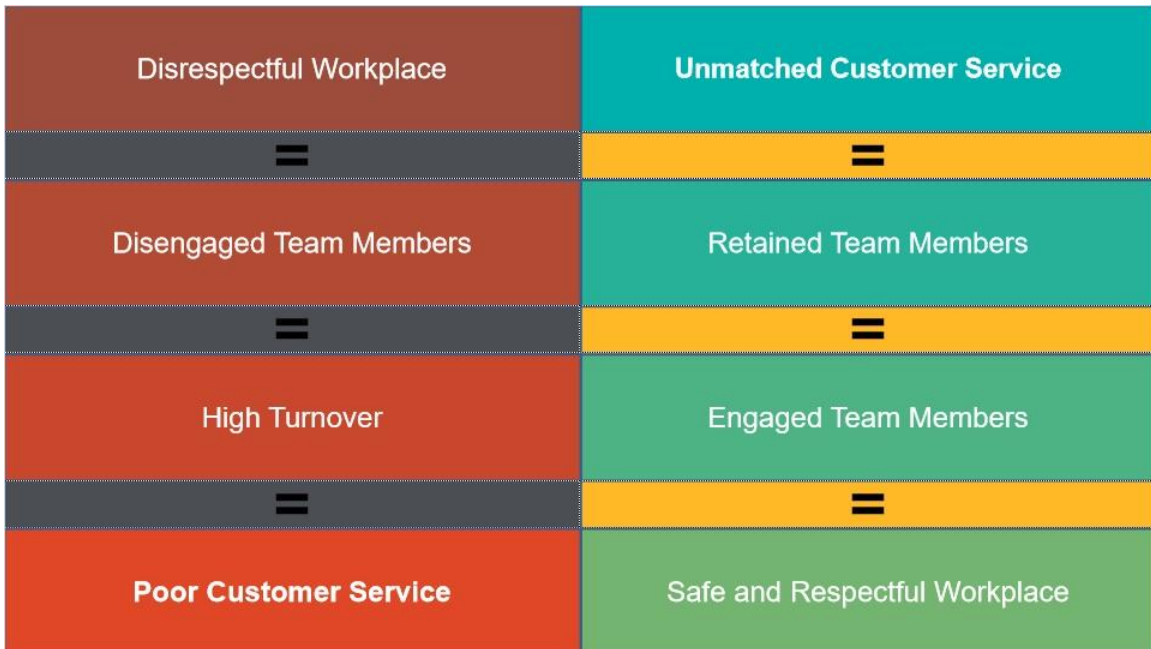 Disrespectful Workplace
=
Disengaged Team Members
=
High Turnover
=
Poor Customer Service
Unmatched Customer Service
=
Retained Team Members
=
Engaged Team Members
=
Safe and Respectful Workplace